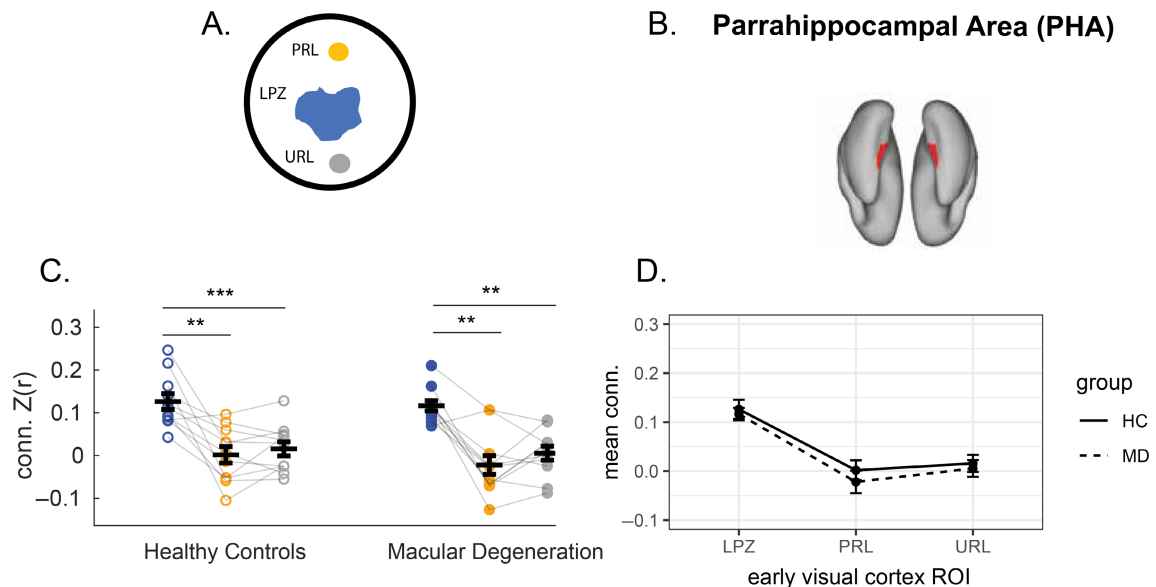 A.
PRL
LPZ
URL
B. Parrahippocampal Area (PHA)
C.
***
**
**
**
0.3
0.2
0.1
0
−0.1
conn. Z(r)
Healthy Controls
Macular Degeneration
D.
0.3
0.2
0.1
0.0
−0.1
mean conn.
LPZ
PRL
URL
early visual cortex ROI
group
HC
MD